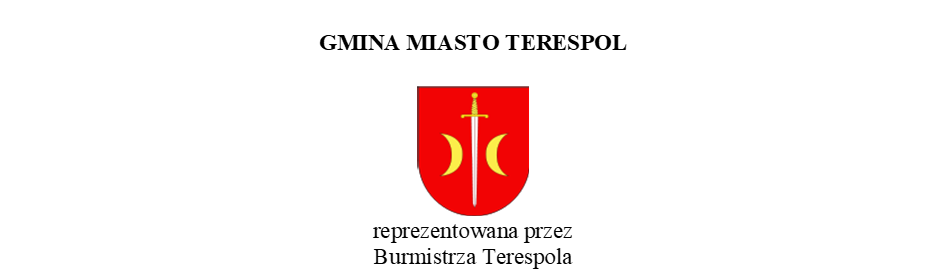 GMINA MIASTO TERESPOL
reprezentowana przez
Burmistrza Terespola